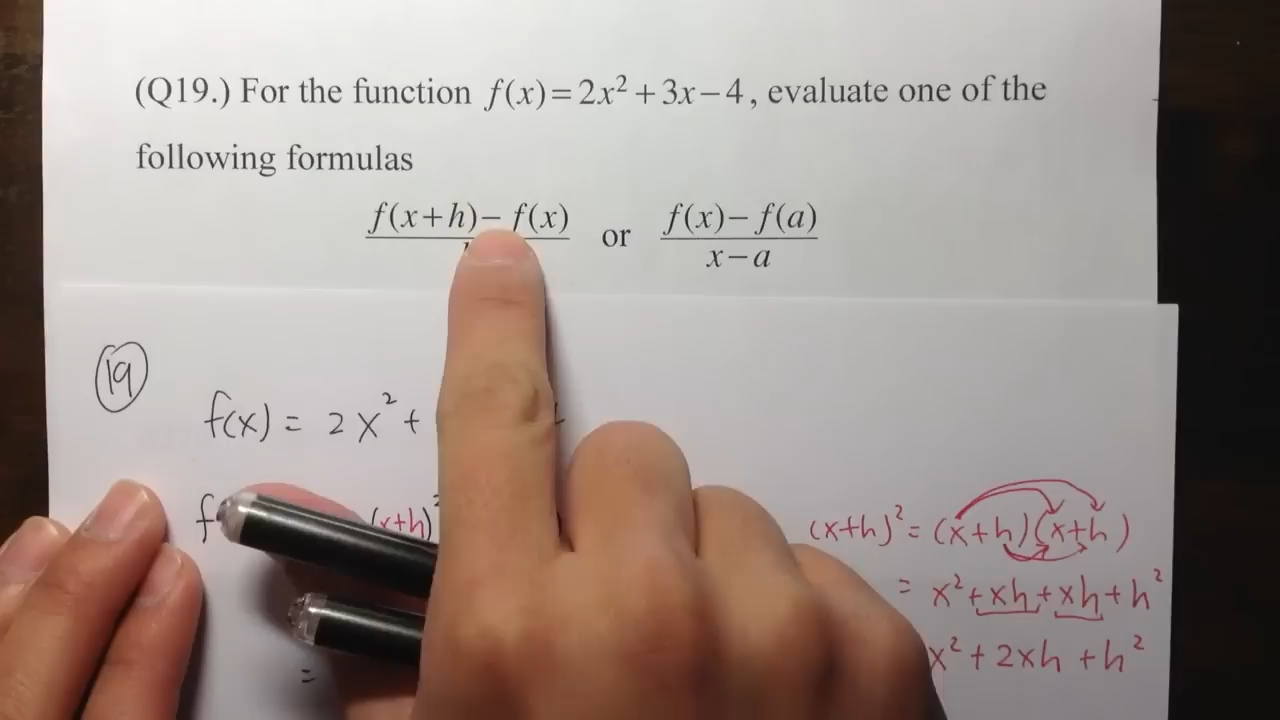 (Q19.) For the function f(x)=2x²+3x−4, evaluate one of the
following formulas
f(x+h)−f(x) or f(x)−f(a)
x−a
19
f(x) = 2x² +
f (x+h)
(x+h)² = (x+h)(x+h)
= x²+xh+xh+h²
x²+2xh+h²
=